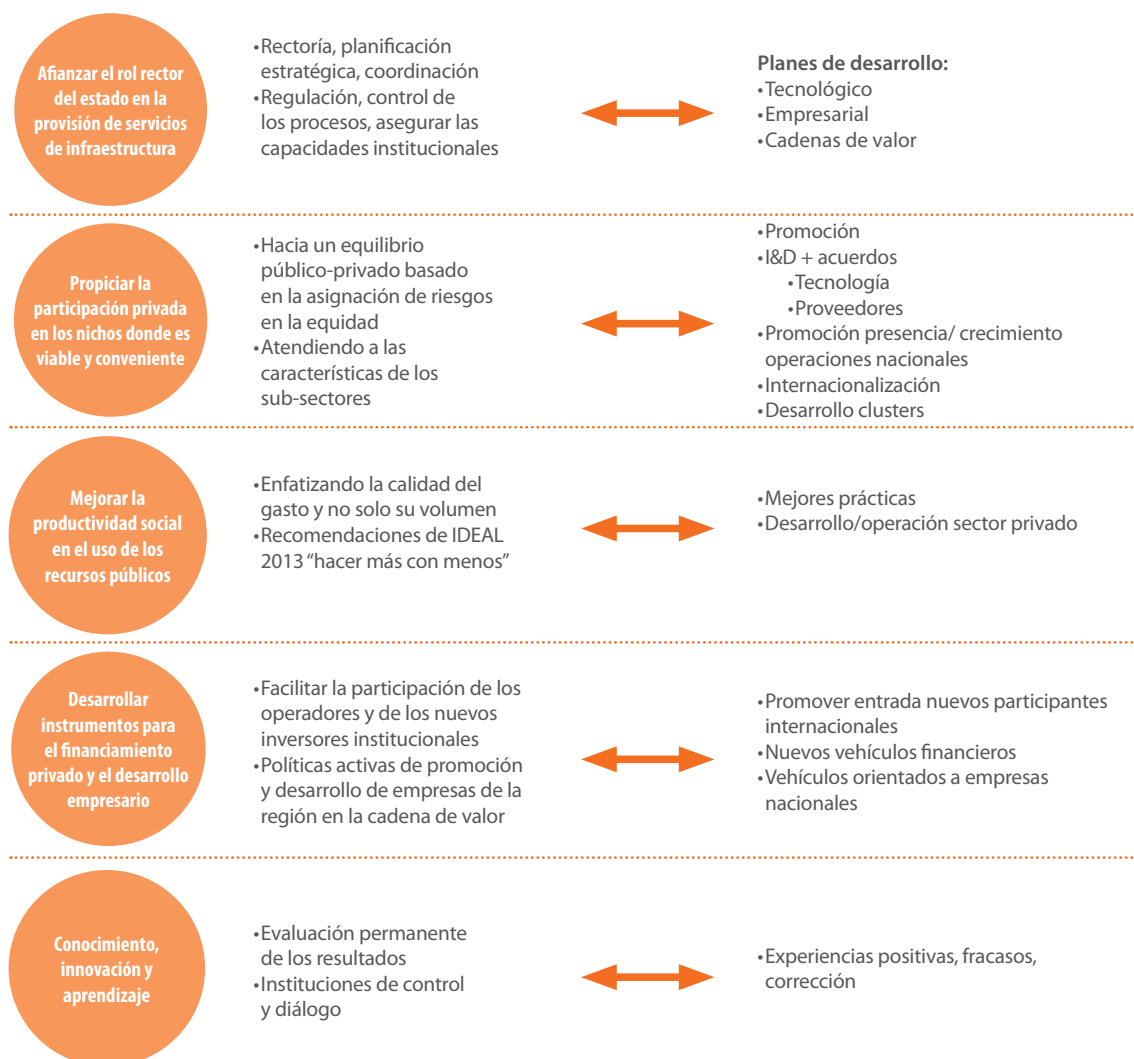 Afianzar el rol rector
del estado en la
provisión de servicios
de infraestructura
•Rectoría, planificación
estratégica, coordinación
•Regulación, control de
los procesos, asegurar las
capacidades institucionales
Planes de desarrollo:
•Tecnológico
•Empresarial
•Cadenas de valor
Propiciar la
participación privada
en los nichos donde es
viable y conveniente
•Hacia un equilibrio
público-privado basado
en la asignación de riesgos
en la equidad
•Atendiendo a las
características de los
sub-sectores
•Promoción
•I&D + acuerdos
•Tecnología
•Proveedores
•Promoción presencia/ crecimiento
operaciones nacionales
•Internacionalización
•Desarrollo clusters
Mejorar la
productividad social
en el uso de los
recursos públicos
•Enfatizando la calidad del
gasto y no solo su volumen
•Recomendaciones de IDEAL
2013 “hacer más con menos”
•Mejores prácticas
•Desarrollo/operación sector privado
Desarrollar
instrumentos para
el financiamiento
privado y el desarrollo
empresario
•Facilitar la participación de los
operadores y de los nuevos
inversores institucionales
•Políticas activas de promoción
y desarrollo de empresas de la
región en la cadena de valor
•Promover entrada nuevos participantes
internacionales
•Nuevos vehículos financieros
•Vehículos orientados a empresas
nacionales
Conocimiento,
innovación y
aprendizaje
•Evaluación permanente
de los resultados
•Instituciones de control
y diálogo
•Experiencias positivas, fracasos,
corrección